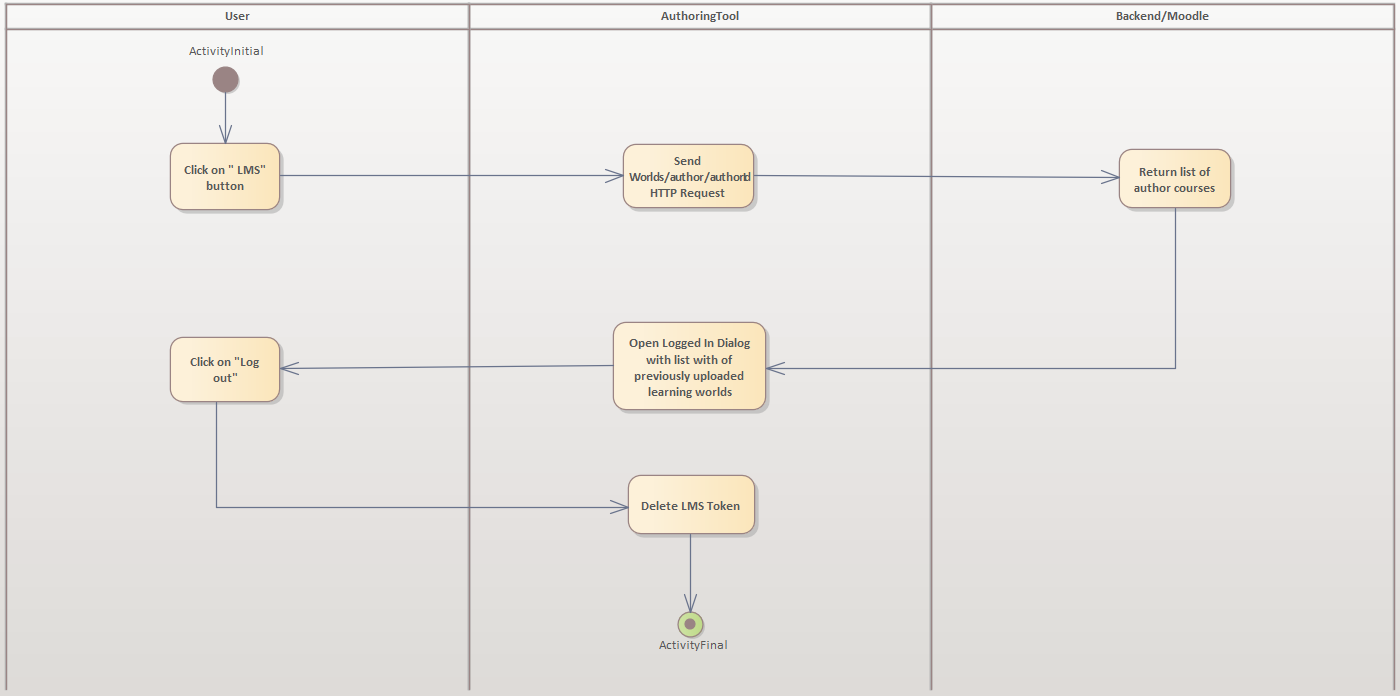 User
AuthoringTool
Backend/Moodle
ActivityInitial
Click on " LMS"
button
Send
Worlds/author/authorId
HTTP Request
Return list of
author courses
Click on "Log
out"
Open Logged In Dialog
with list with of
previously uploaded
learning worlds
Delete LMS Token
ActivityFinal